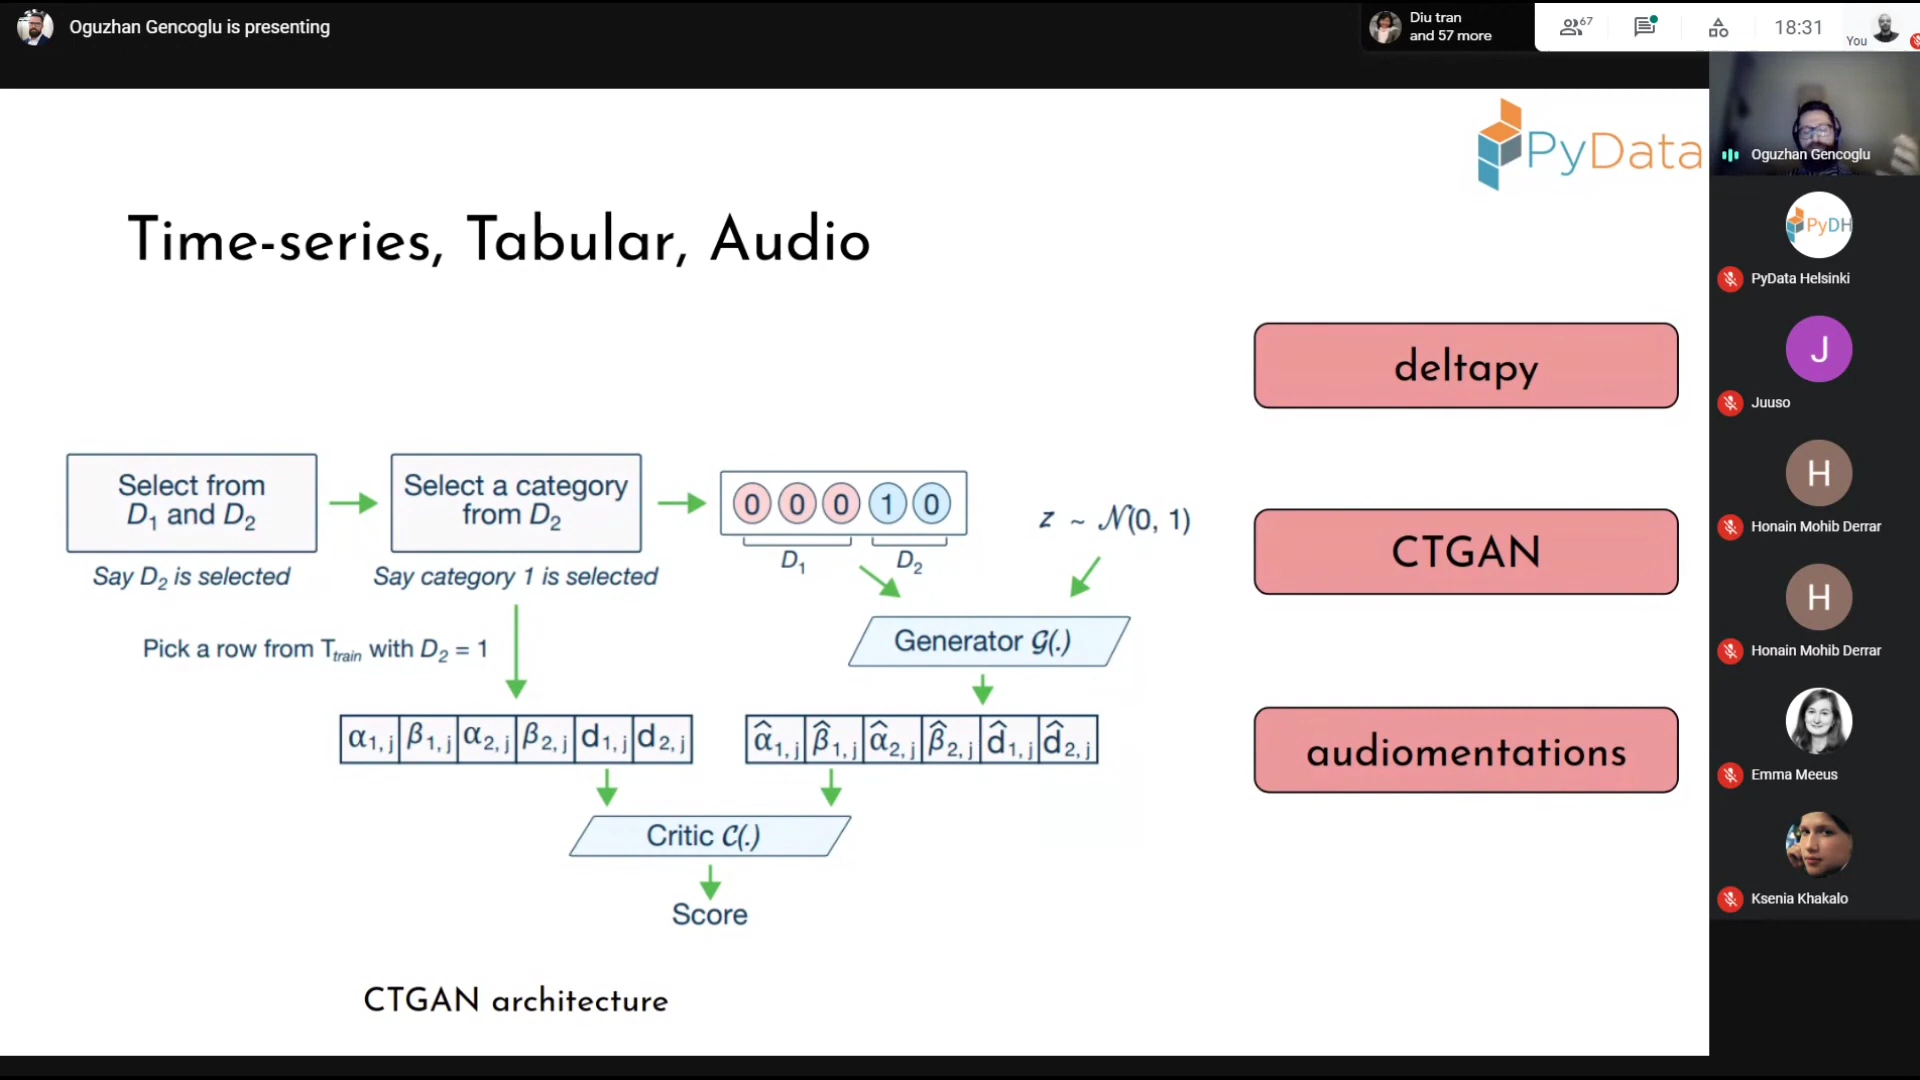 Oguzhan Gencoglu is presenting
Diu tran
and 57 more
67
18:31
You
PyData
Oguzhan Gencoglu
Time-series, Tabular, Audio
PyDH
PyData Helsinki
deltapy
J
Juuso
Select from
D₁ and D₂
Select a category
from D₂
0 0 0 1 0
z ~ 𝒩(0, 1)
D₁ D₂
Say D₂ is selected
Say category 1 is selected
CTGAN
H
Honain Mohib Derrar
Pick a row from T_train with D₂ = 1
Generator 𝒢(.)
H
Honain Mohib Derrar
α₁,ⱼ β₁,ⱼ α₂,ⱼ β₂,ⱼ d₁,ⱼ d₂,ⱼ
α̂₁,ⱼ β̂₁,ⱼ α̂₂,ⱼ β̂₂,ⱼ d̂₁,ⱼ d̂₂,ⱼ
audiomentations
Emma Meeus
Critic 𝒞(.)
Score
Ksenia Khakalo
CTGAN architecture